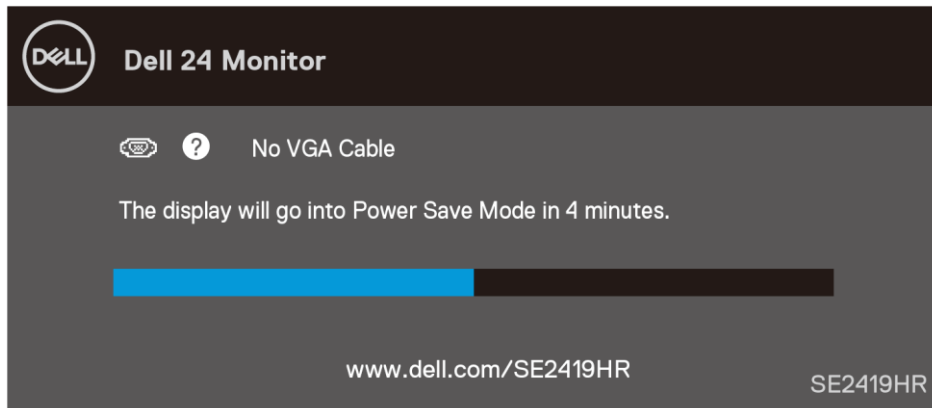 DELL
Dell 24 Monitor
? No VGA Cable
The display will go into Power Save Mode in 4 minutes.
www.dell.com/SE2419HR
SE2419HR